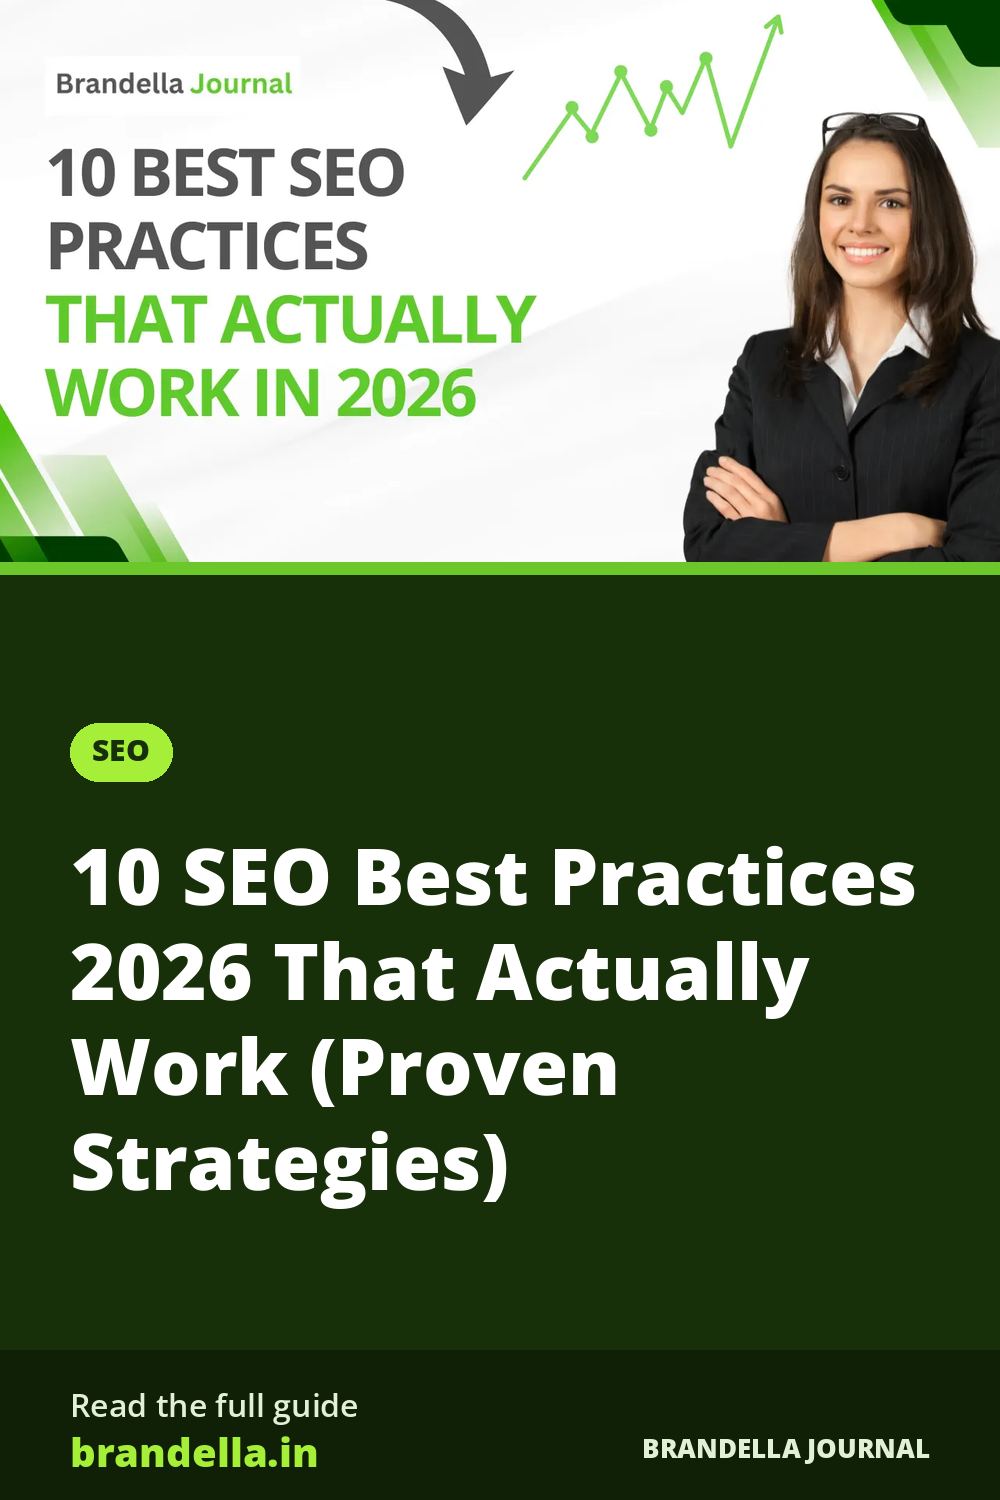 Brandella Journal
10 BEST SEO
PRACTICES
THAT ACTUALLY
WORK IN 2026
SEO
10 SEO Best Practices
2026 That Actually
Work (Proven
Strategies)
Read the full guide
brandella.in
BRANDELLA JOURNAL